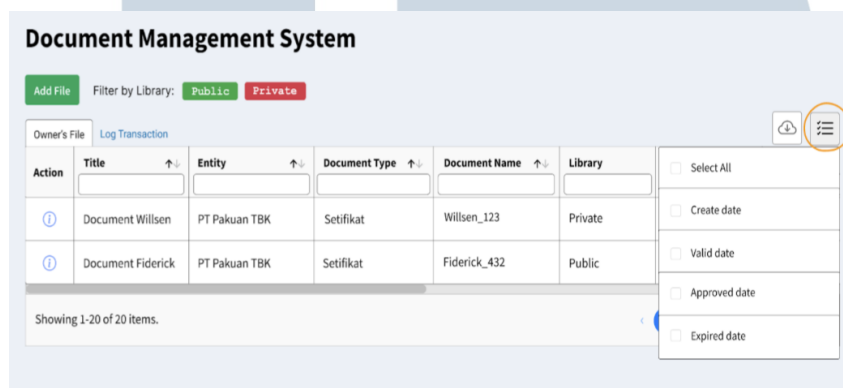 Document Management System
Add File Filter by Library: Public Private
Owner's File Log Transaction
Action Title Entity Document Type Document Name Library
Document Willsen PT Pakuan TBK Setifikat Willsen_123 Private
Document Fiderick PT Pakuan TBK Setifikat Fiderick_432 Public
Showing 1-20 of 20 items.
Select All
Create date
Valid date
Approved date
Expired date